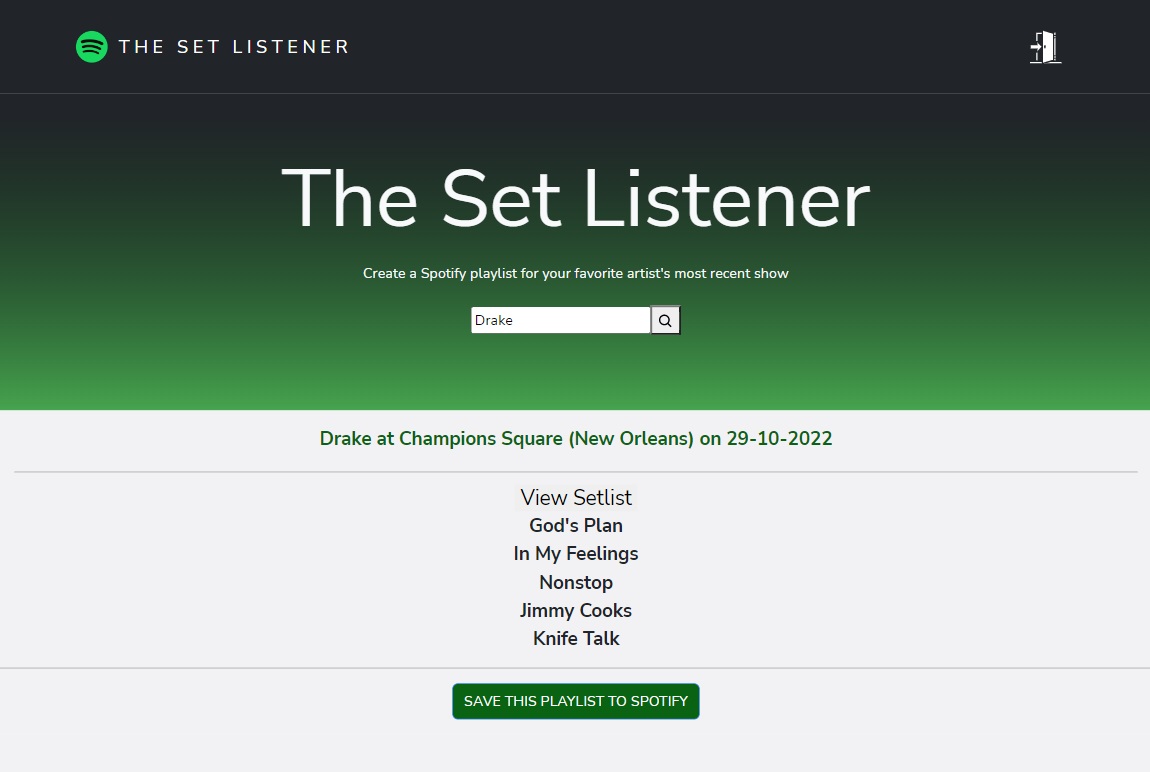 THE SET LISTENER
The Set Listener
Create a Spotify playlist for your favorite artist's most recent show
Drake
Drake at Champions Square (New Orleans) on 29-10-2022
View Setlist
God's Plan
In My Feelings
Nonstop
Jimmy Cooks
Knife Talk
SAVE THIS PLAYLIST TO SPOTIFY